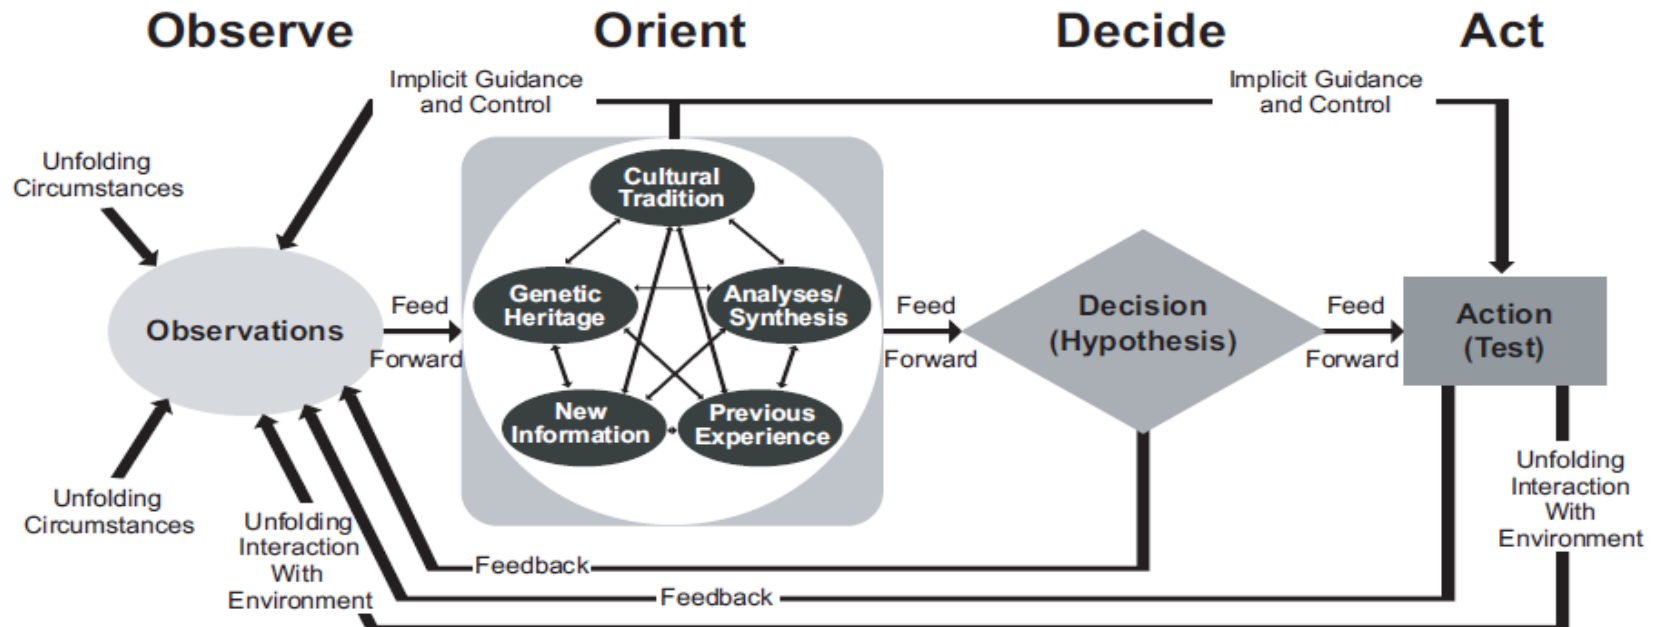 Observe
Orient
Decide
Act
Implicit Guidance
and Control
Implicit Guidance
and Control
Unfolding
Circumstances
Cultural
Tradition
Genetic
Heritage
Analyses/
Synthesis
New
Information
Previous
Experience
Observations
Feed
Forward
Feed
Forward
Decision
(Hypothesis)
Feed
Forward
Action
(Test)
Unfolding
Circumstances
Unfolding
Interaction
With
Environment
Unfolding
Interaction
With
Environment
Feedback
Feedback